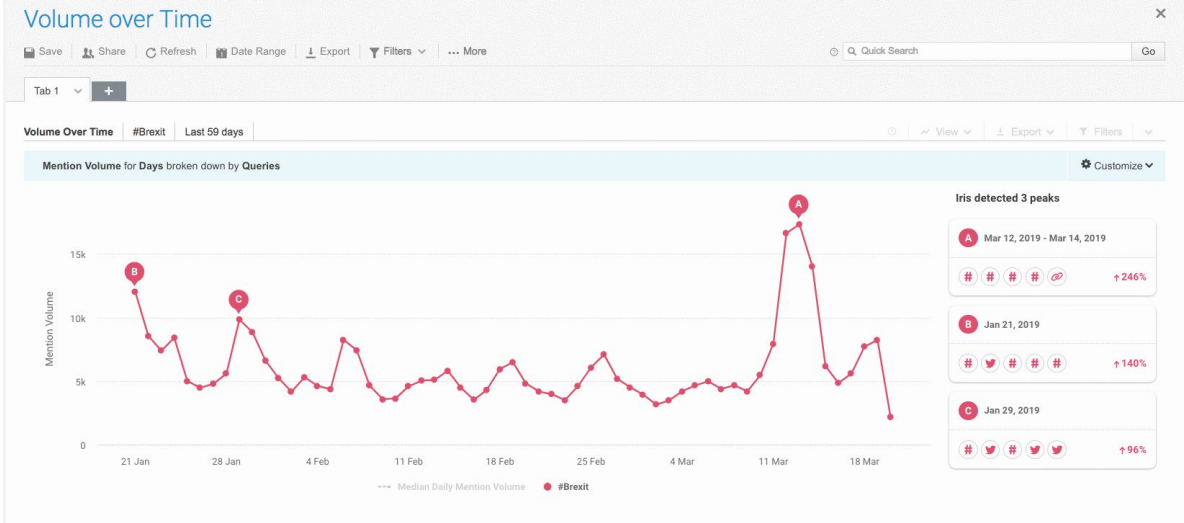 Volume over Time
Save Share Refresh Date Range Export Filters ... More Quick Search Go
Tab 1 +
Volume Over Time #Brexit Last 59 days View Export Filters
Mention Volume for Days broken down by Queries Customize
Iris detected 3 peaks
A Mar 12, 2019 - Mar 14, 2019
# # # # ↑246%
B Jan 21, 2019
# # # # ↑140%
C Jan 29, 2019
# # ↑96%
Mention Volume
15k
10k
5k
0
A
B
C
21 Jan 28 Jan 4 Feb 11 Feb 18 Feb 25 Feb 4 Mar 11 Mar 18 Mar
Median Daily Mention Volume #Brexit